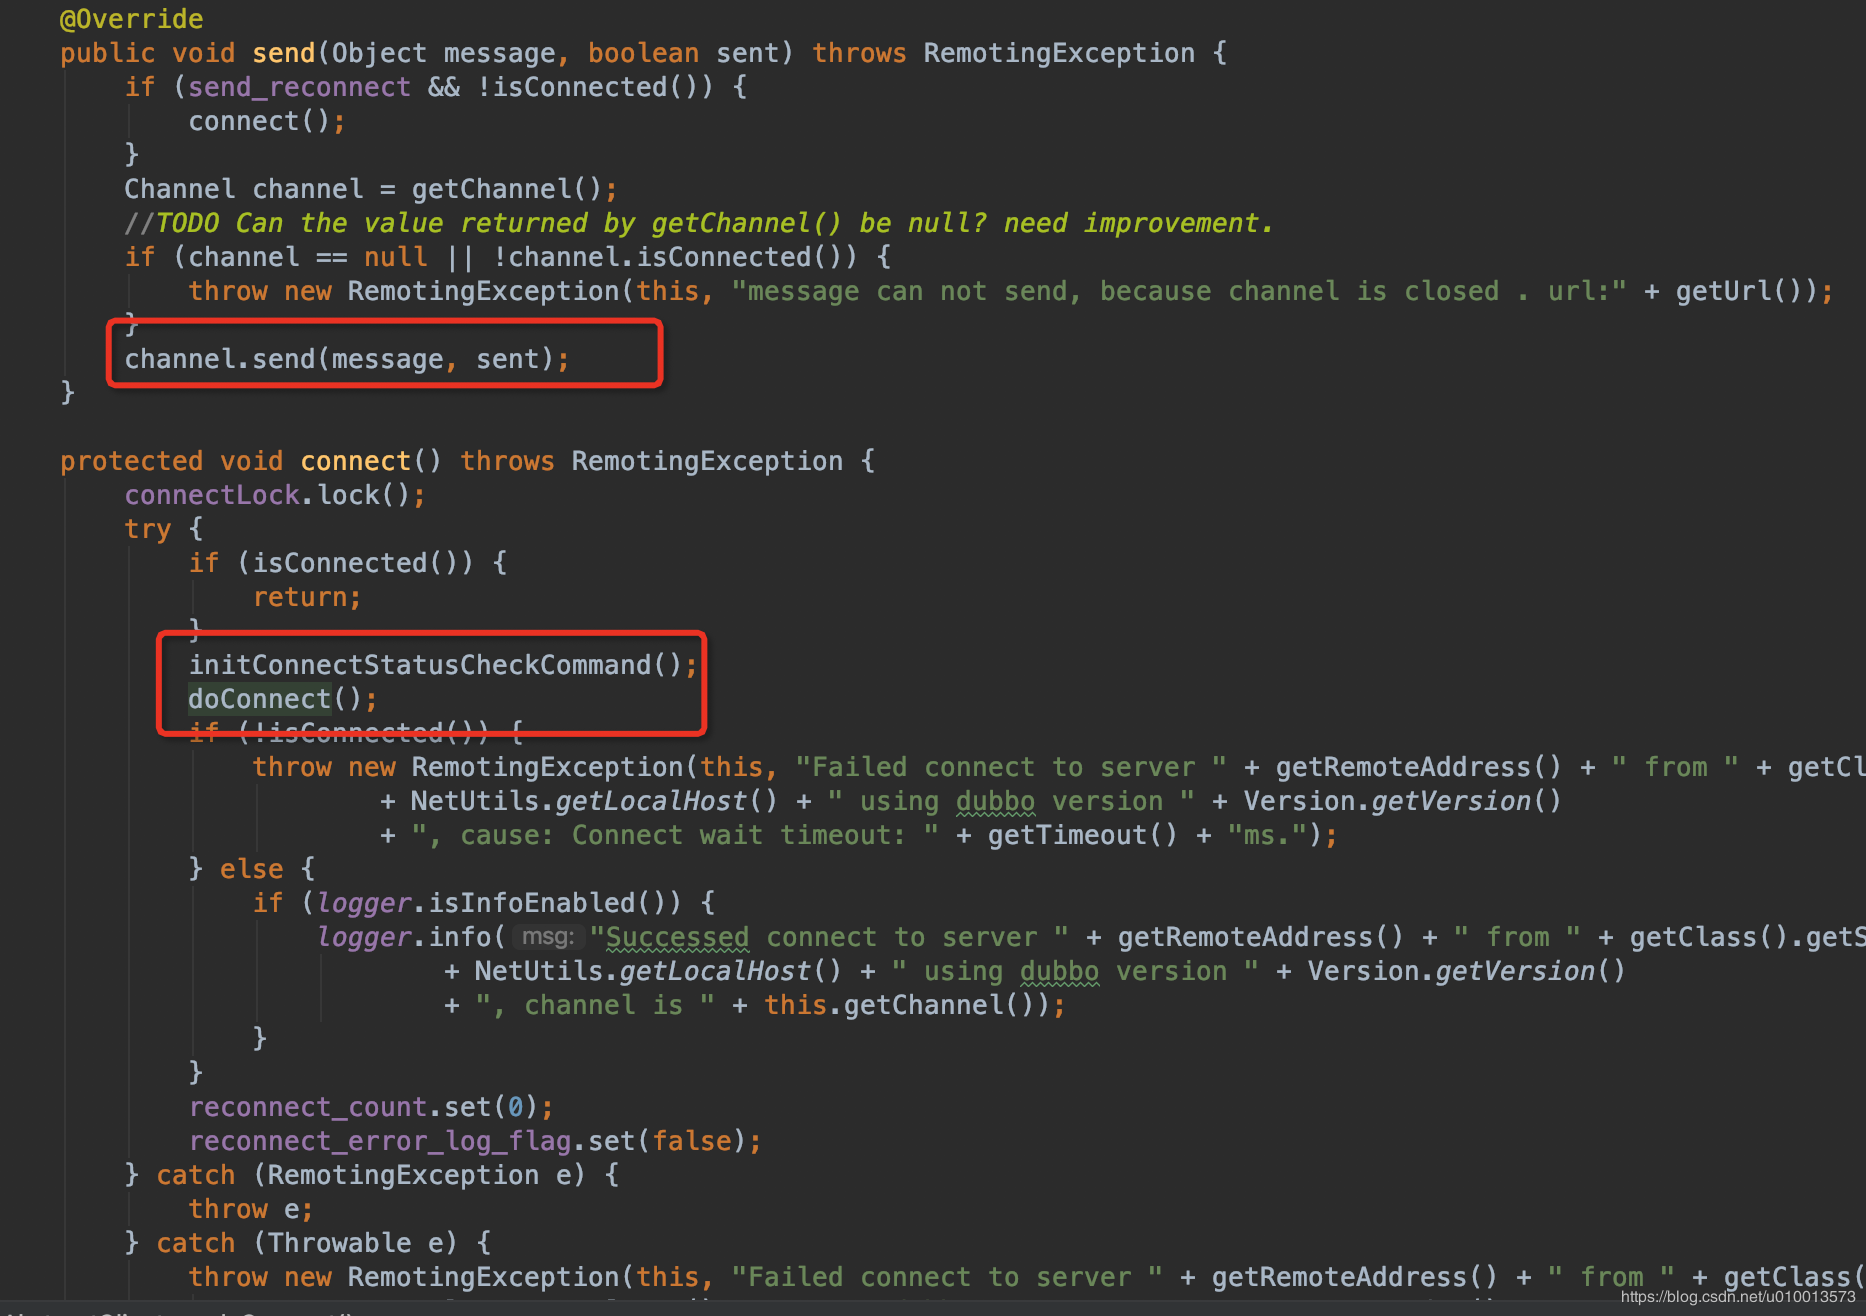 @Override
public void send(Object message, boolean sent) throws RemotingException {
if (send_reconnect && !isConnected()) {
connect();
}
Channel channel = getChannel();
//TODO Can the value returned by getChannel() be null? need improvement.
if (channel == null || !channel.isConnected()) {
throw new RemotingException(this, "message can not send, because channel is closed . url:" + getUrl());
}
channel.send(message, sent);
}
protected void connect() throws RemotingException {
connectLock.lock();
try {
if (isConnected()) {
return;
}
initConnectStatusCheckCommand();
doConnect();
if (!isConnected()) {
throw new RemotingException(this, "Failed connect to server " + getRemoteAddress() + " from " + getCl
+ NetUtils.getLocalHost() + " using dubbo version " + Version.getVersion()
+ ", cause: Connect wait timeout: " + getTimeout() + "ms.");
} else {
if (logger.isInfoEnabled()) {
logger.info( msg: "Successed connect to server " + getRemoteAddress() + " from " + getClass().getS
+ NetUtils.getLocalHost() + " using dubbo version " + Version.getVersion()
+ ", channel is " + this.getChannel());
}
}
reconnect_count.set(0);
reconnect_error_log_flag.set(false);
} catch (RemotingException e) {
throw e;
} catch (Throwable e) {
throw new RemotingException(this, "Failed connect to server " + getRemoteAddress() + " from " + getClass(
https://blog.csdn.net/u010013573